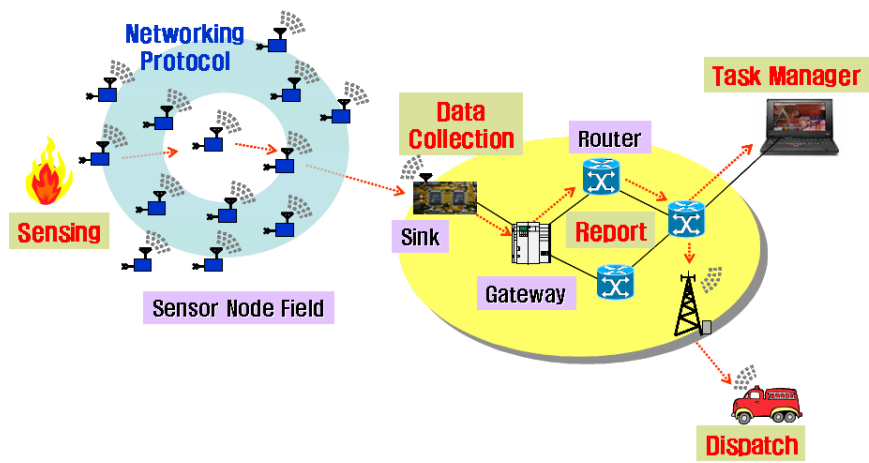 Networking
Protocol
Sensing
Sensor Node Field
Data
Collection
Sink
Gateway
Router
Report
Task Manager
Dispatch